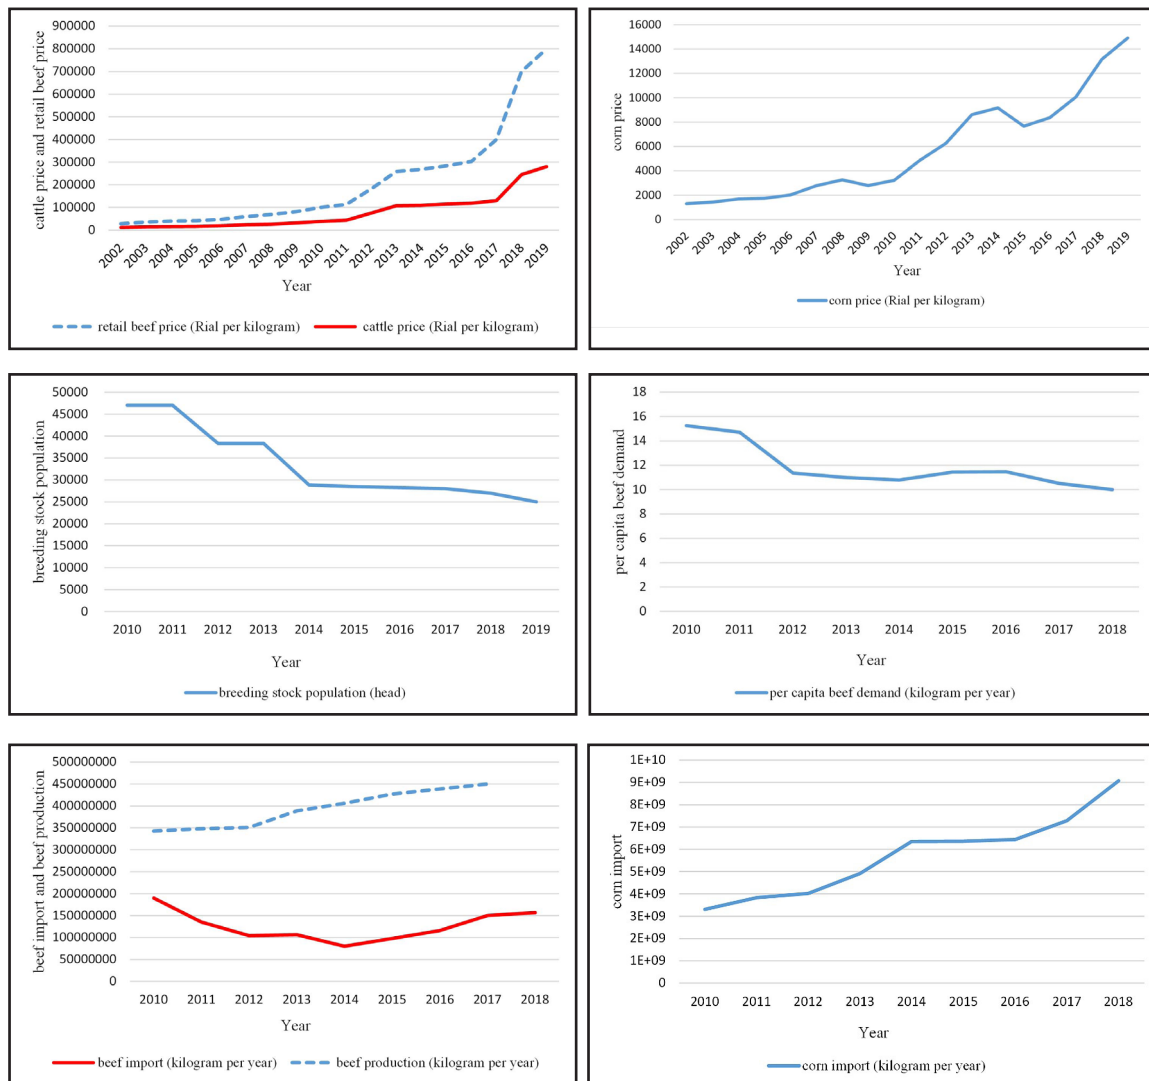 cattle price and retail beef price
900000
800000
700000
600000
500000
400000
300000
200000
100000
0
2002 2003 2004 2005 2006 2007 2008 2009 2010 2011 2012 2013 2014 2015 2016 2017 2018 2019
Year
retail beef price (Rial per kilogram) cattle price (Rial per kilogram)
corn price
16000
14000
12000
10000
8000
6000
4000
2000
0
2002 2003 2004 2005 2006 2007 2008 2009 2010 2011 2012 2013 2014 2015 2016 2017 2018 2019
Year
corn price (Rial per kilogram)
breeding stock population
50000
45000
40000
35000
30000
25000
20000
15000
10000
5000
0
2010 2011 2012 2013 2014 2015 2016 2017 2018 2019
Year
breeding stock population (head)
per capita beef demand
18
16
14
12
10
8
6
4
2
0
2010 2011 2012 2013 2014 2015 2016 2017 2018
Year
per capita beef demand (kilogram per year)
beef import and beef production
500000000
450000000
400000000
350000000
300000000
250000000
200000000
150000000
100000000
50000000
0
2010 2011 2012 2013 2014 2015 2016 2017 2018
Year
beef import (kilogram per year) beef production (kilogram per year)
corn import
1E+10
9E+09
8E+09
7E+09
6E+09
5E+09
4E+09
3E+09
2E+09
1E+09
0
2010 2011 2012 2013 2014 2015 2016 2017 2018
Year
corn import (kilogram per year)